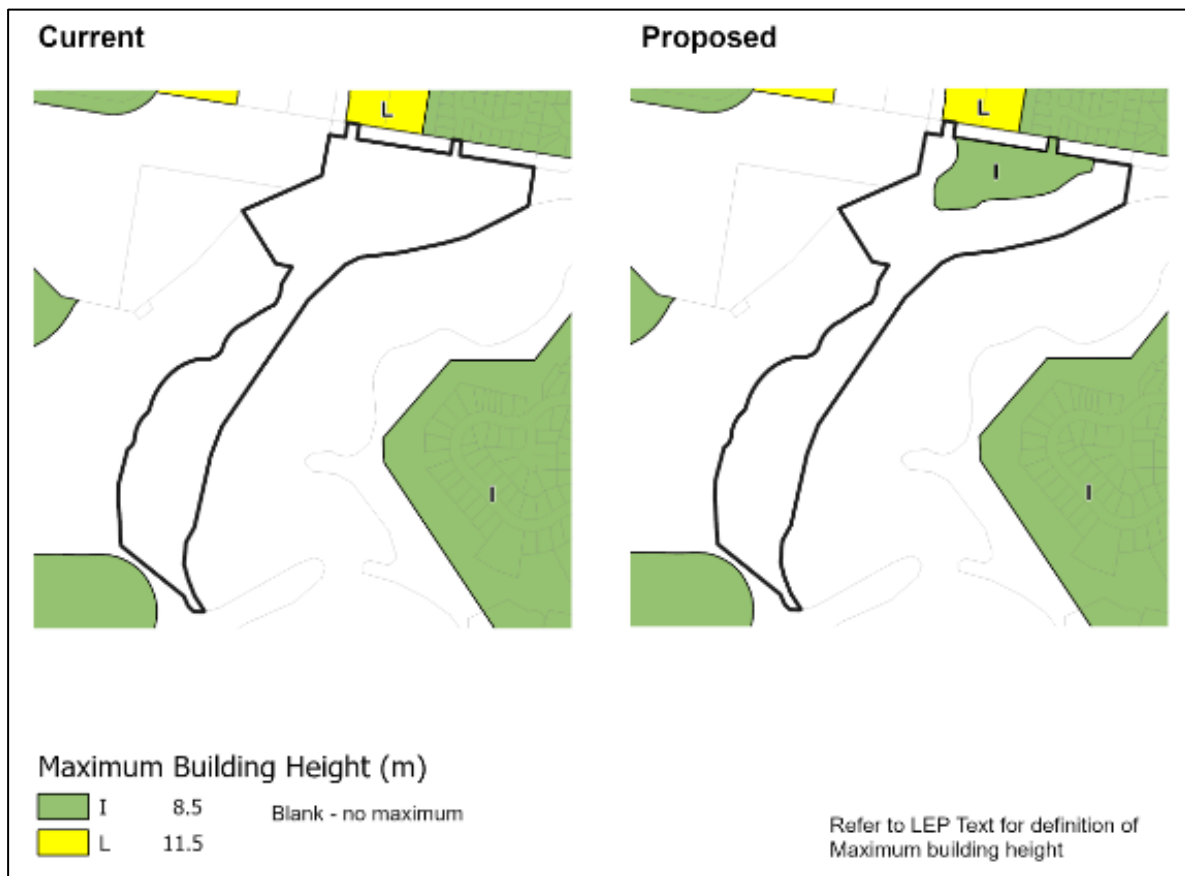 Current
Proposed
L
L
I
I
I
Maximum Building Height (m)
I 8.5
Blank - no maximum
L 11.5
Refer to LEP Text for definition of
Maximum building height